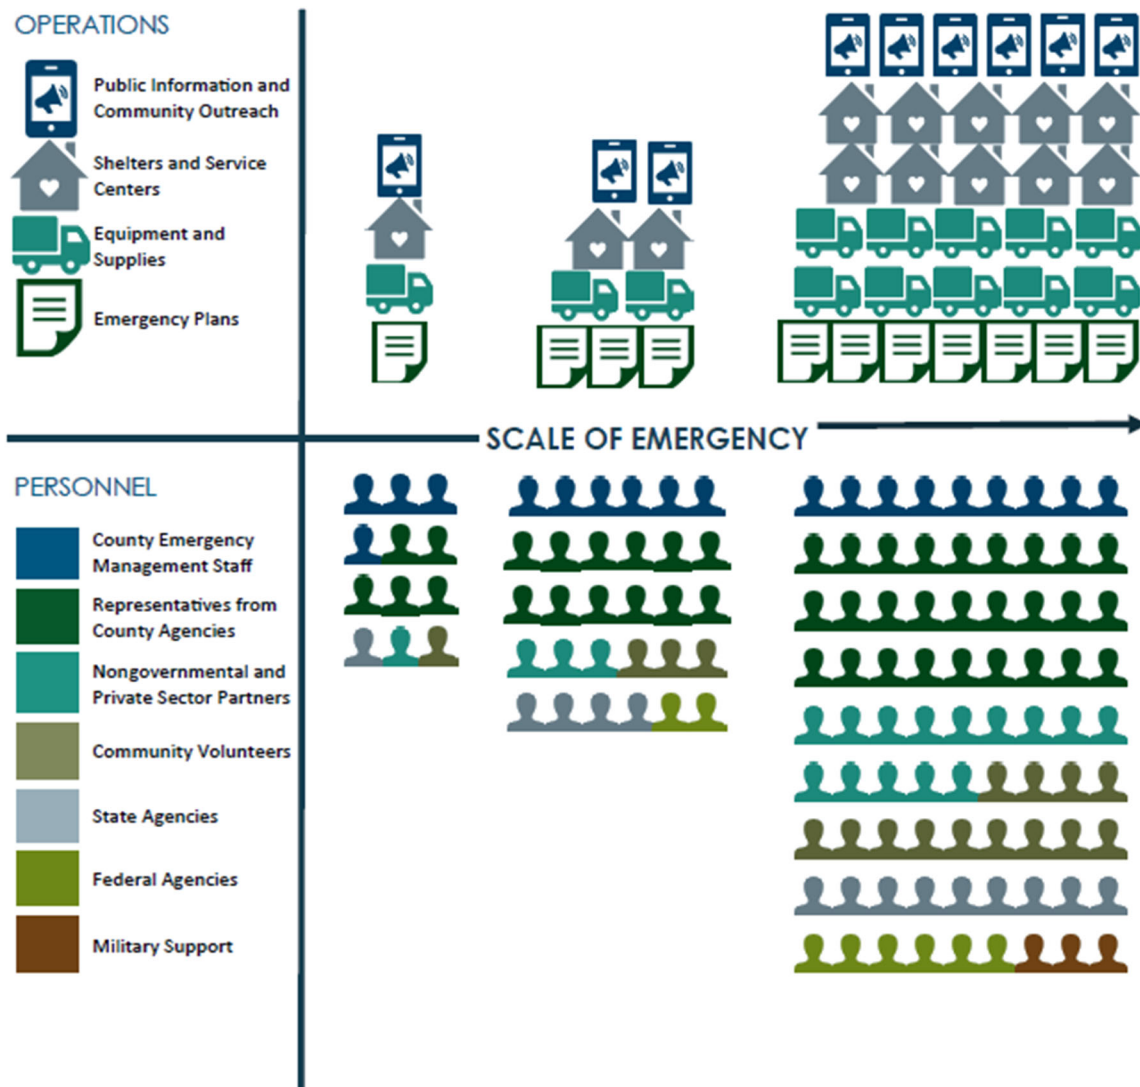 OPERATIONS
Public Information and
Community Outreach
Shelters and Service
Centers
Equipment and
Supplies
Emergency Plans
SCALE OF EMERGENCY
PERSONNEL
County Emergency
Management Staff
Representatives from
County Agencies
Nongovernmental and
Private Sector Partners
Community Volunteers
State Agencies
Federal Agencies
Military Support